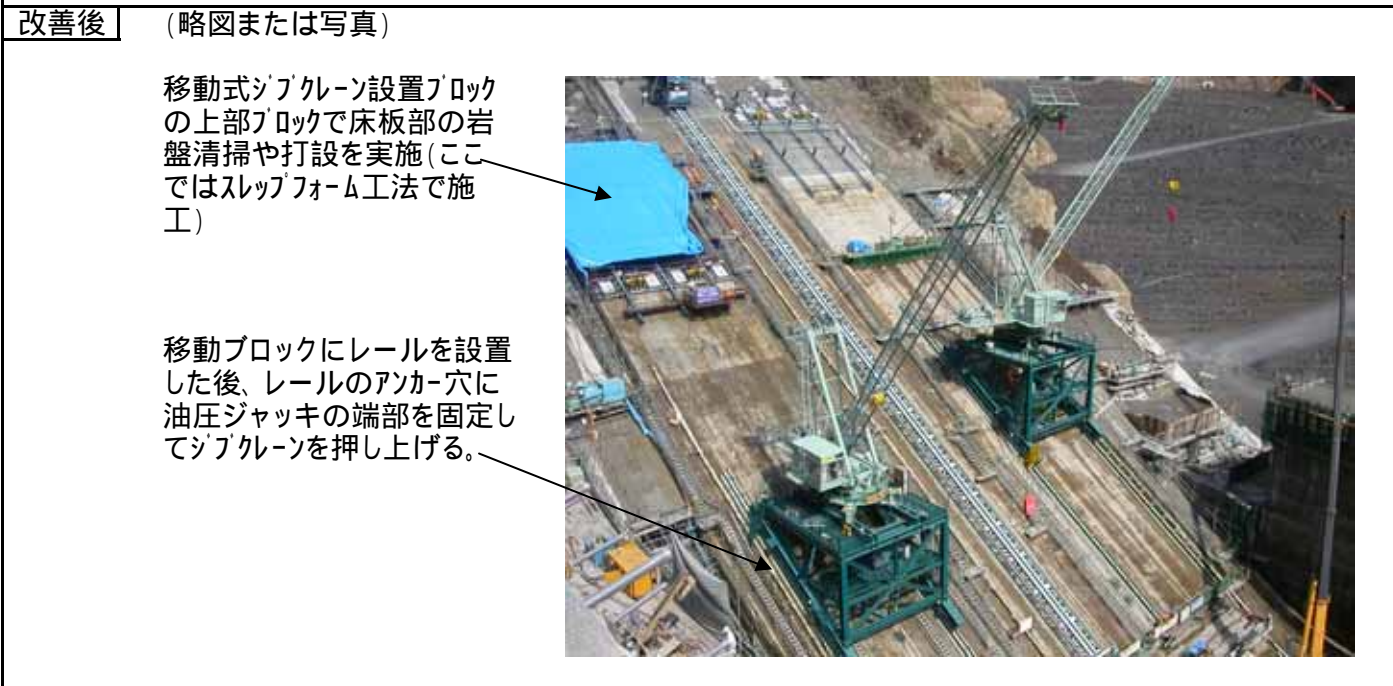 改善後 (略図または写真)
移動式ｼﾞﾌﾞｸﾚｰﾝ設置ﾌﾞﾛｯｸ
の上部ﾌﾞﾛｯｸで床板部の岩
盤清掃や打設を実施(ここ
ではｽﾚｯﾌﾟﾌｫｰﾑ工法で施
工)
移動ブロックにレールを設置
した後、レールのｱﾝｶｰ穴に
油圧ジャッキの端部を固定し
てｼﾞﾌﾞｸﾚｰﾝを押し上げる。